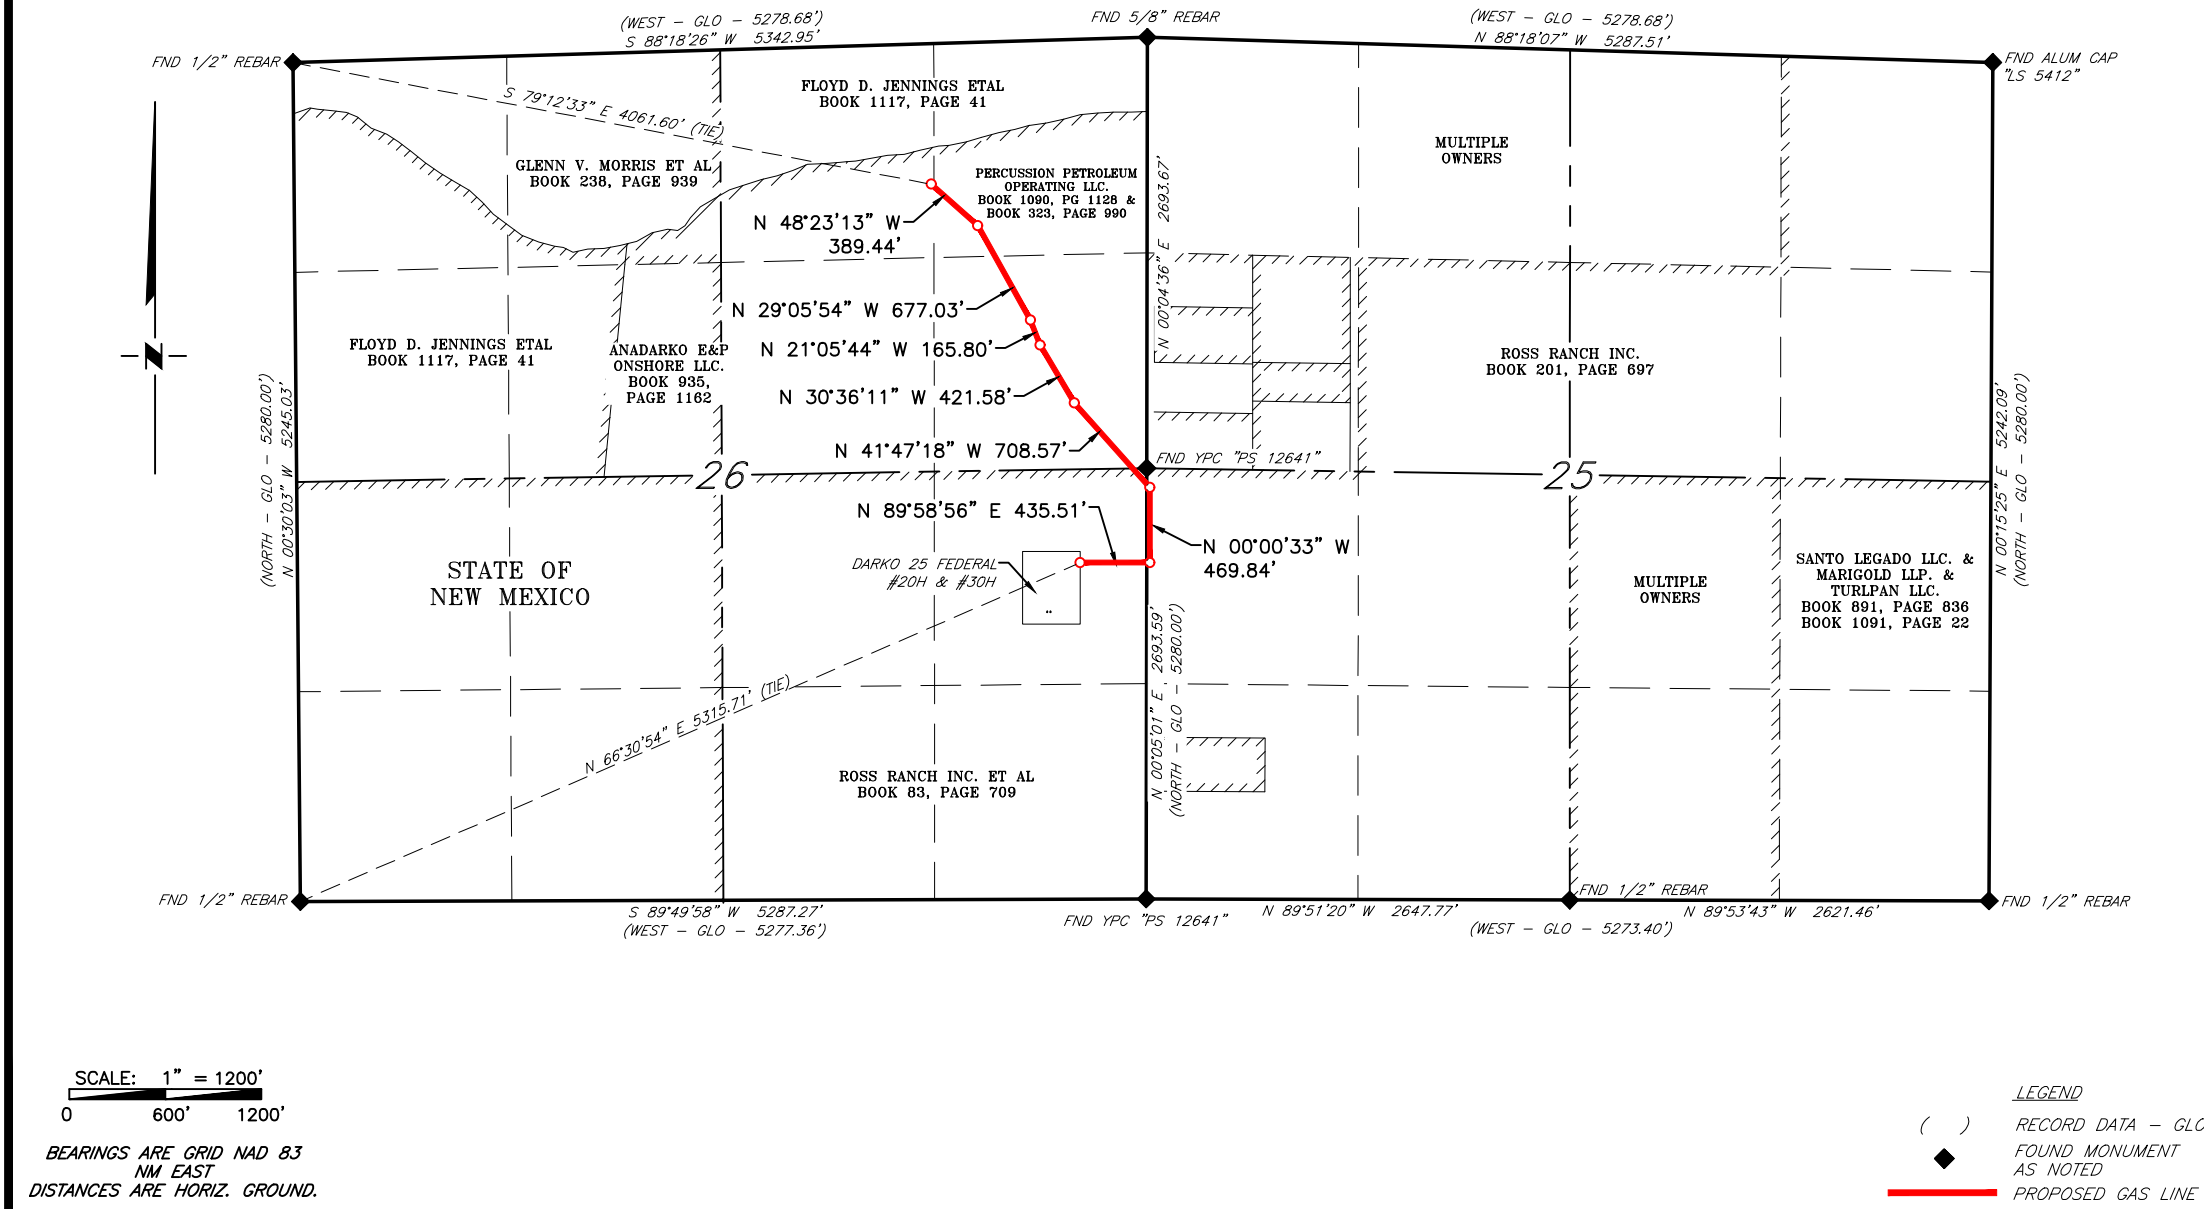 (WEST - GLO - 5278.68')
S 88°18'26" W 5342.95'
FND 5/8" REBAR
(WEST - GLO - 5278.68')
N 88°18'07" W 5287.51'
FND 1/2" REBAR
FND ALUM CAP
"LS 5412"
S 79°12'33" E 4061.60' (TIE)
FLOYD D. JENNINGS ETAL
BOOK 1117, PAGE 41
GLENN V. MORRIS ET AL
BOOK 238, PAGE 939
PERCUSSION PETROLEUM
OPERATING LLC.
BOOK 1090, PG 1128 &
BOOK 323, PAGE 990
MULTIPLE
OWNERS
N 00°04'36" E 2693.67'
N 48°23'13" W
389.44'
N 29°05'54" W 677.03'
N 21°05'44" W 165.80'
N 30°36'11" W 421.58'
N 41°47'18" W 708.57'
FLOYD D. JENNINGS ETAL
BOOK 1117, PAGE 41
ANADARKO E&P
ONSHORE LLC.
BOOK 935,
PAGE 1162
ROSS RANCH INC.
BOOK 201, PAGE 697
N
(NORTH - GLO - 5280.00')
N 00°30'03" W 5245.03'
N 00°15'25" E 5242.09'
(NORTH - GLO - 5280.00')
FND YPC "PS 12641"
26
25
N 89°58'56" E 435.51'
N 00°00'33" W
469.84'
DARKO 25 FEDERAL
#20H & #30H
STATE OF
NEW MEXICO
MULTIPLE
OWNERS
SANTO LEGADO LLC. &
MARIGOLD LLP. &
TURLPAN LLC.
BOOK 891, PAGE 836
BOOK 1091, PAGE 22
N 00°05'01" E 2693.59'
(NORTH - GLO - 5280.00')
N 66°30'54" E 5315.71' (TIE)
ROSS RANCH INC. ET AL
BOOK 83, PAGE 709
FND 1/2" REBAR
S 89°49'58" W 5287.27'
(WEST - GLO - 5277.36')
FND YPC "PS 12641"
N 89°51'20" W 2647.77'
FND 1/2" REBAR
N 89°53'43" W 2621.46'
(WEST - GLO - 5273.40')
FND 1/2" REBAR
SCALE: 1" = 1200'
0 600' 1200'
BEARINGS ARE GRID NAD 83
NM EAST
DISTANCES ARE HORIZ. GROUND.
LEGEND
( ) RECORD DATA - GLO
FOUND MONUMENT
AS NOTED
PROPOSED GAS LINE